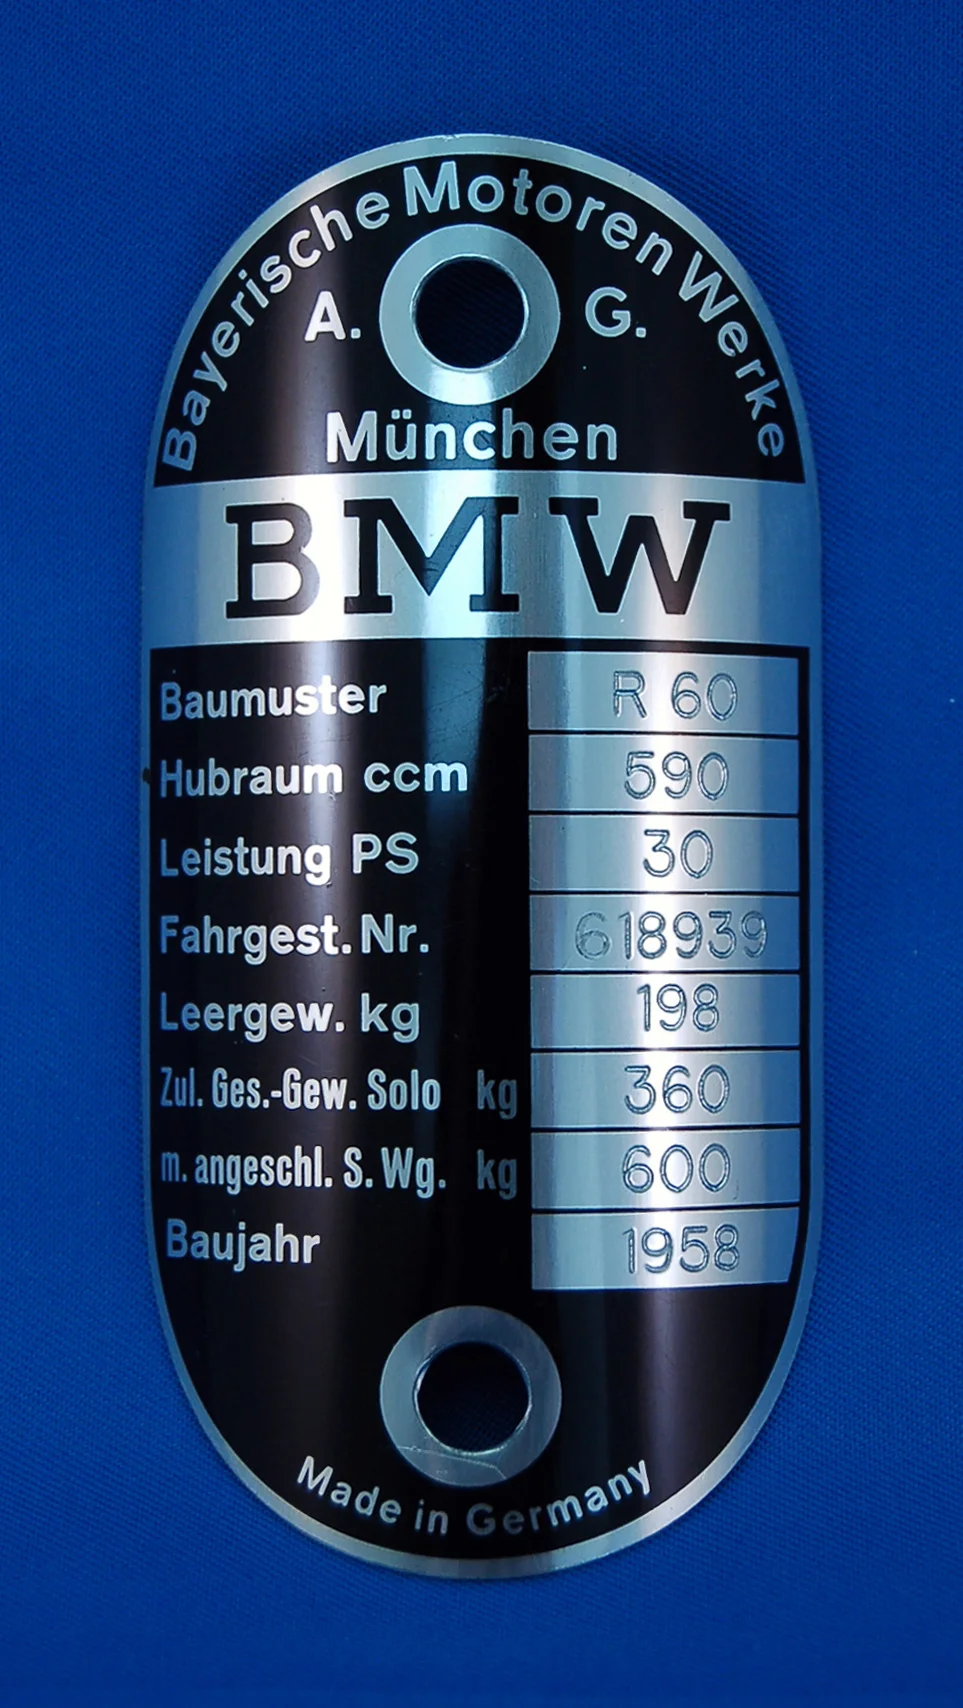 Bayerische Motoren Werke
A. G.
München
BMW
Baumuster R 60
Hubraum ccm 590
Leistung PS 30
Fahrgest. Nr. 618939
Leergew. kg 198
Zul. Ges.-Gew. Solo kg 360
m. angeschl. S. Wg. kg 600
Baujahr 1958
Made in Germany